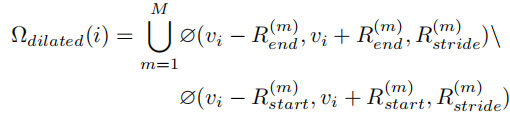 Ω_{dilated}(i) = \bigcup_{m=1}^{M} ∅(v_i − R_{end}^{(m)}, v_i + R_{end}^{(m)}, R_{stride}^{(m)}) \
∅(v_i − R_{start}^{(m)}, v_i + R_{start}^{(m)}, R_{stride}^{(m)})